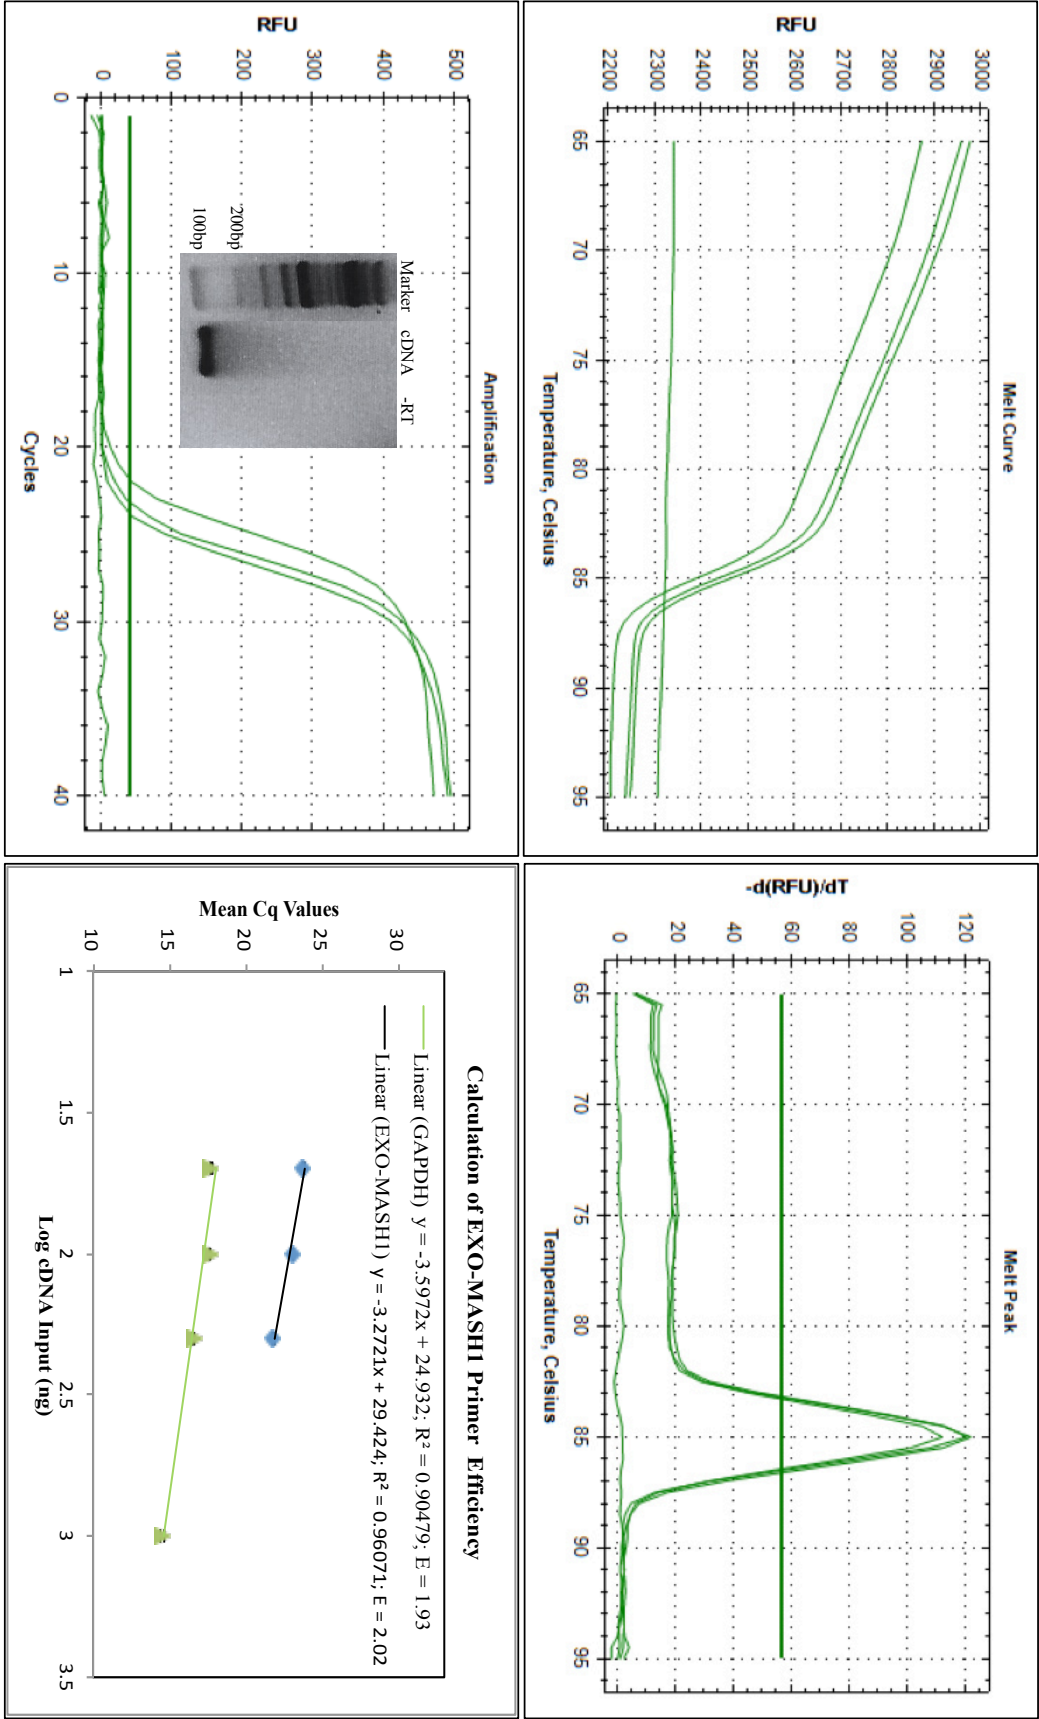 Melt Curve
RFU
3000
2900
2800
2700
2600
2500
2400
2300
2200
65 70 75 80 85 90 95
Temperature, Celsius
Melt Peak
-d(RFU)/dT
120
100
80
60
40
20
0
65 70 75 80 85 90 95
Temperature, Celsius
Amplification
RFU
500
400
300
200
100
0
Marker cDNA -RT
200bp
100bp
0 10 20 30 40
Cycles
Calculation of EXO-MASH1 Primer Efficiency
Linear (GAPDH) y = -3.5972x + 24.932; R² = 0.90479; E = 1.93
Linear (EXO-MASH1) y = -3.2721x + 29.424; R² = 0.96071; E = 2.02
Mean Cq Values
30
25
20
15
10
1 1.5 2 2.5 3 3.5
Log cDNA Input (ng)